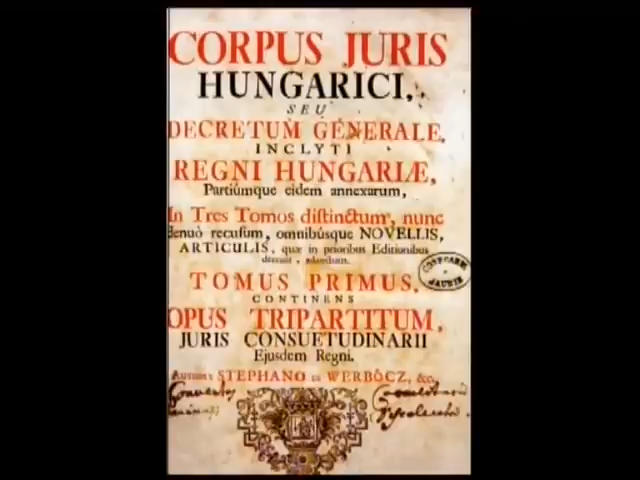 CORPUS JURIS
HUNGARICI,
SEU
DECRETUM GENERALE,
INCLYTI
REGNI HUNGARIÆ,
Partiúmque eidem annexarum,
In Tres Tomos distinctum, nunc
denuò recusum, omnibúsque NOVELLIS,
ARTICULIS, quæ in prioribus Editionibus
TOMUS PRIMUS,
CONTINENS
OPUS TRIPARTITUM,
JURIS CONSUETUDINARII
Ejusdem Regni.
STEPHANO DE WERBÖCZ, &c.
JAURIN